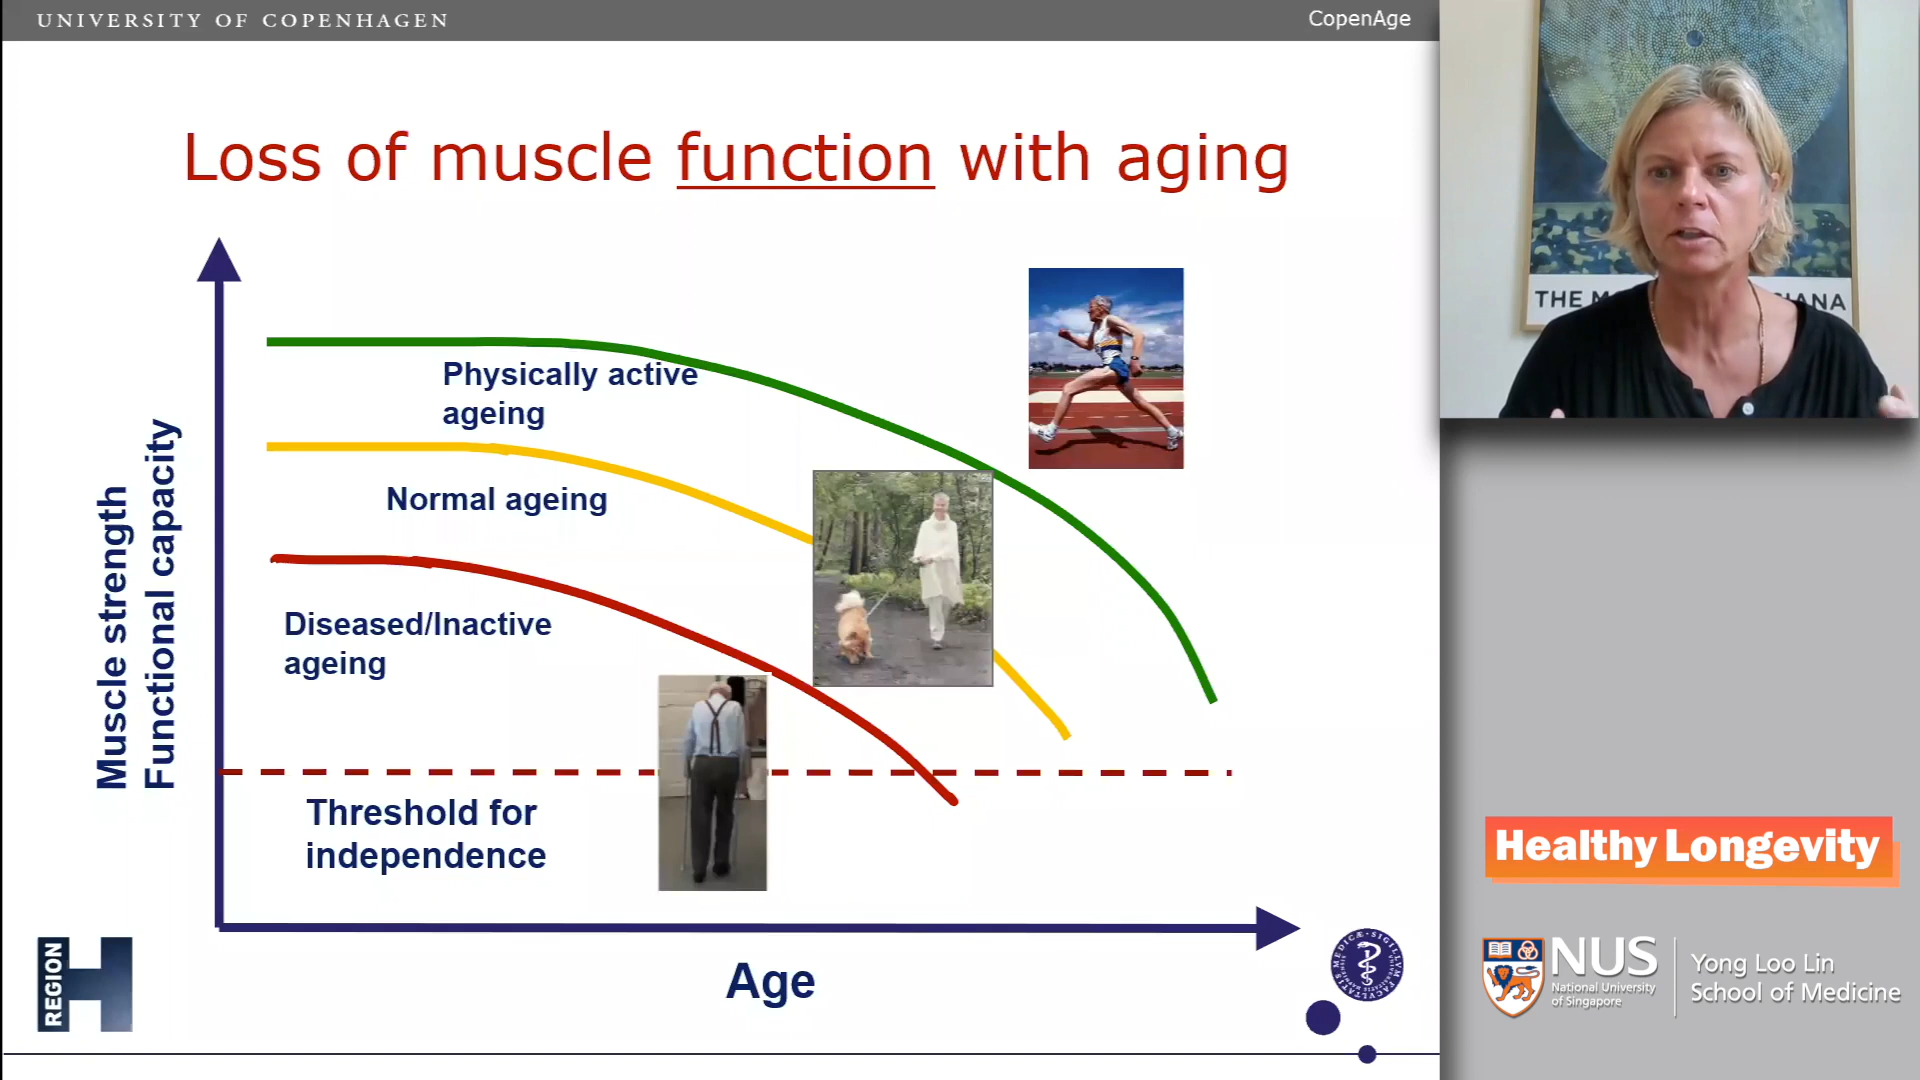 UNIVERSITY OF COPENHAGEN
CopenAge
Loss of muscle function with aging
Physically active
ageing
Normal ageing
Diseased/Inactive
ageing
Threshold for
independence
Muscle strength
Functional capacity
Age
REGION
H
THE M
IANA
Healthy Longevity
NUS
National University
of Singapore
Yong Loo Lin
School of Medicine